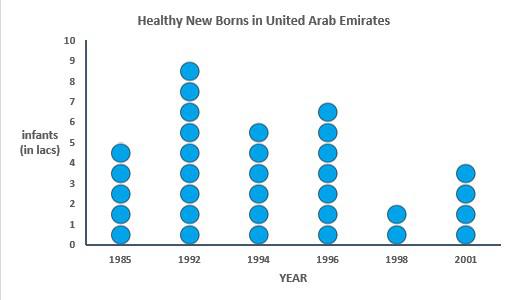 Healthy New Borns in United Arab Emirates
10
9
8
7
6
5
4
3
2
1
0
infants
(in lacs)
1985 1992 1994 1996 1998 2001
YEAR